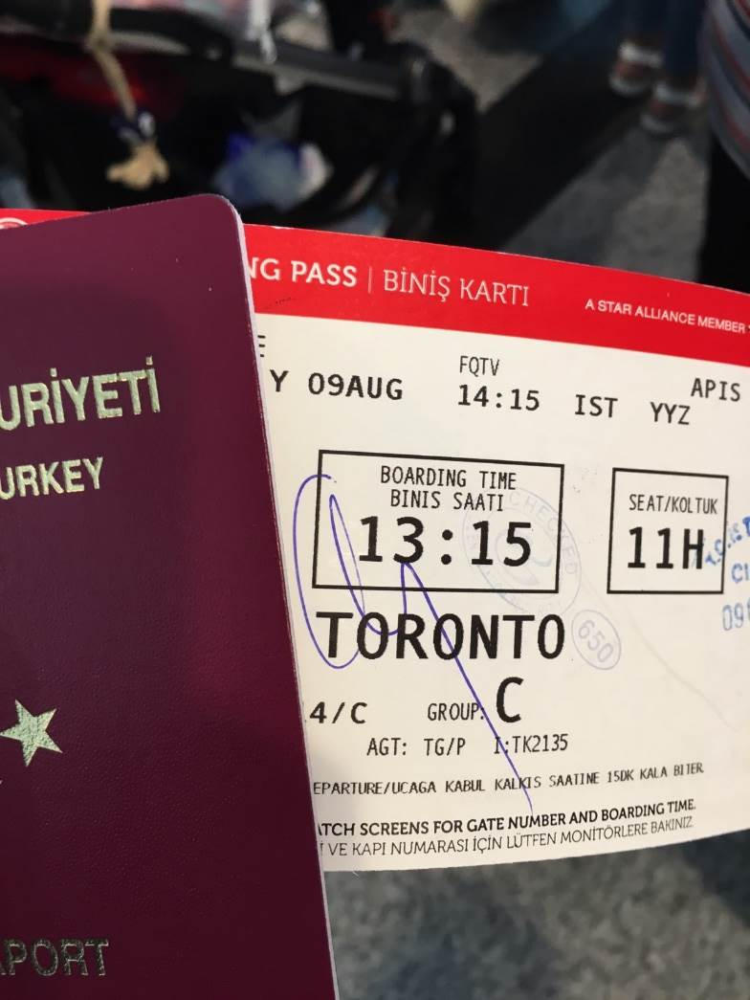 URİYETİ
URKEY
PORT
NG PASS | BİNİŞ KARTI
A STAR ALLIANCE MEMBER
E
FQTV
Y 09AUG 14:15 IST YYZ APIS
BOARDING TIME
BINIS SAATI
13:15
SEAT/KOLTUK
11H
CHECKED
650
TORONTO
4/C GROUP: C
AGT: TG/P I:TK2135
EPARTURE/UCAGA KABUL KALKIS SAATINE 15DK KALA BITER
TCH SCREENS FOR GATE NUMBER AND BOARDING TIME.
İ VE KAPI NUMARASI İÇİN LÜTFEN MONİTÖRLERE BAKINIZ.